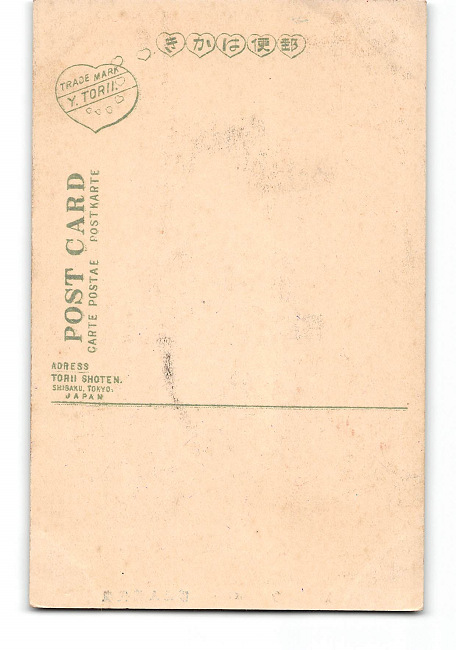 きかは便郵
TRADE MARK
Y. TORII.
POST CARD
CARTE POSTAE POSTKARTE
ADRESS
TORII SHOTEN.
SHIBAKU, TOKYO.
JAPAN